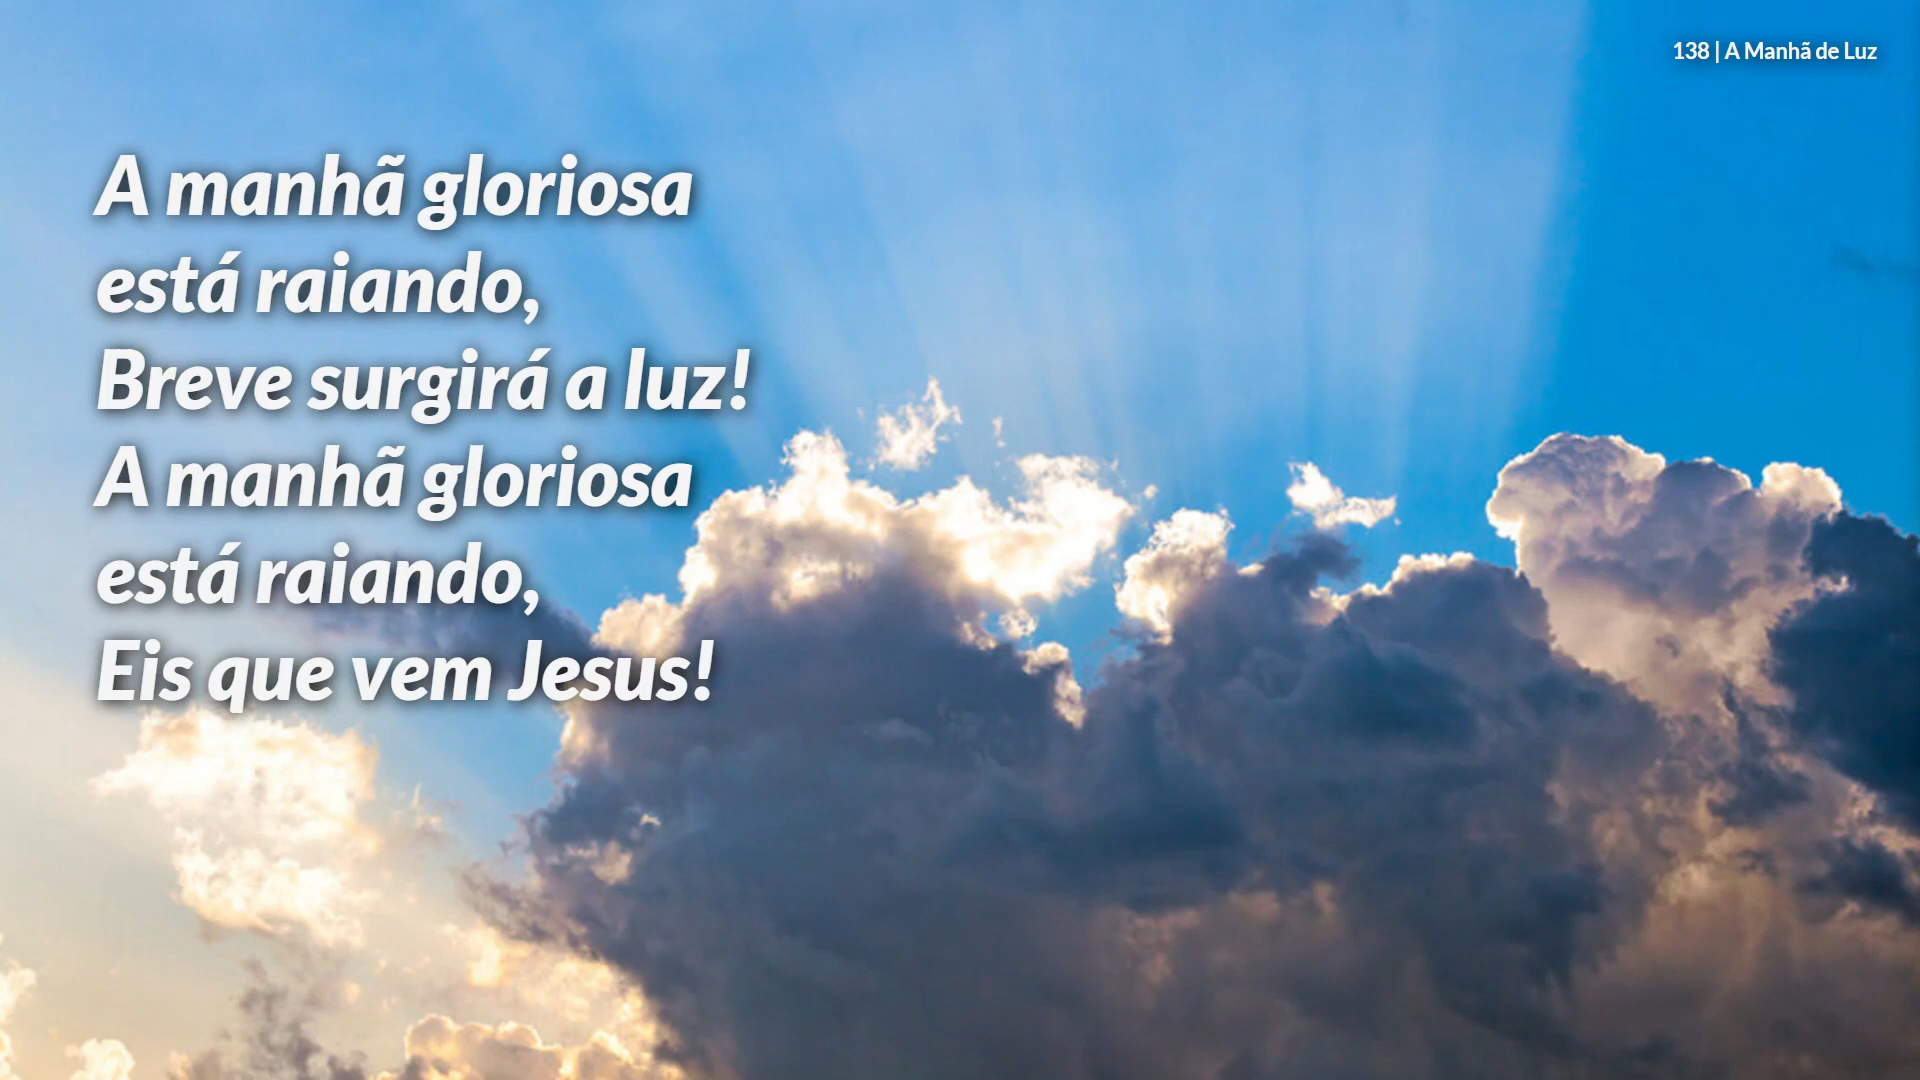 138 | A Manhã de Luz
A manhã gloriosa
está raiando,
Breve surgirá a luz!
A manhã gloriosa
está raiando,
Eis que vem Jesus!